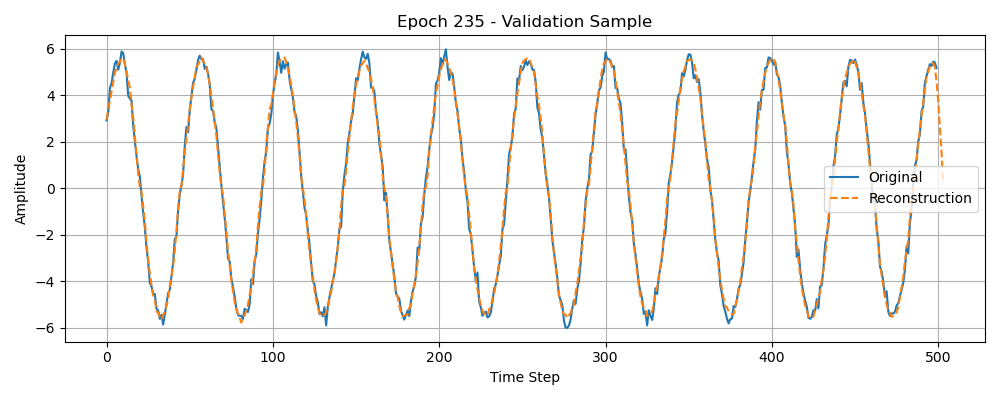 Epoch 235 - Validation Sample
6
4
2
0
−2
−4
−6
Amplitude
Original
Reconstruction
0 100 200 300 400 500
Time Step